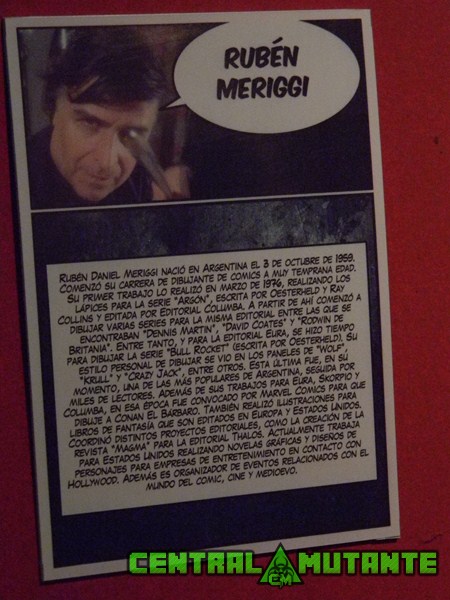 RUBÉN
MERIGGI
RUBÉN DANIEL MERIGGI NACIÓ EN ARGENTINA EL 3 DE OCTUBRE DE 1959.
COMENZÓ SU CARRERA DE DIBUJANTE DE COMICS A MUY TEMPRANA EDAD.
SU PRIMER TRABAJO LO REALIZÓ EN MARZO DE 1976, REALIZANDO LOS
LÁPICES PARA LA SERIE "ARGÓN", ESCRITA POR OESTERHELD Y RAY
COLLINS Y EDITADA POR EDITORIAL COLUMBA. A PARTIR DE AHÍ COMENZÓ A
DIBUJAR VARIAS SERIES PARA LA MISMA EDITORIAL ENTRE LAS QUE SE
ENCONTRABAN "DENNIS MARTIN", "DAVID COATES" Y "RODWIN DE
BRITANIA". ENTRE TANTO, Y PARA LA EDITORIAL EURA, SE HIZO TIEMPO
PARA DIBUJAR LA SERIE "BULL ROCKET" (ESCRITA POR OESTERHELD). SU
ESTILO PERSONAL DE DIBUJAR SE VIO EN LOS PANELES DE "WOLF",
"KRULL" Y "CRAZY JACK", ENTRE OTROS. ESTA ÚLTIMA FUE, EN SU
MOMENTO, UNA DE LAS MÁS POPULARES DE ARGENTINA, SEGUIDA POR
MILES DE LECTORES. ADEMÁS DE SUS TRABAJOS PARA EURA, SKORPIO Y
COLUMBA, EN ESA ÉPOCA FUE CONVOCADO POR MARVEL COMICS PARA QUE
DIBUJE A CONAN EL BÁRBARO. TAMBIÉN REALIZÓ ILUSTRACIONES PARA
LIBROS DE FANTASÍA QUE SON EDITADOS EN EUROPA Y ESTADOS UNIDOS.
COORDINÓ DISTINTOS PROYECTOS EDITORIALES, COMO LA CREACIÓN DE LA
REVISTA "MAGMA" PARA LA EDITORIAL THALOS. ACTUALMENTE TRABAJA
PARA ESTADOS UNIDOS REALIZANDO NOVELAS GRÁFICAS Y DISEÑOS DE
PERSONAJES PARA EMPRESAS DE ENTRETENIMIENTO EN CONTACTO CON
HOLLYWOOD. ADEMÁS ES ORGANIZADOR DE EVENTOS RELACIONADOS CON EL
MUNDO DEL COMIC, CINE Y MEDIOEVO.
CENTRAL MUTANTE
CM